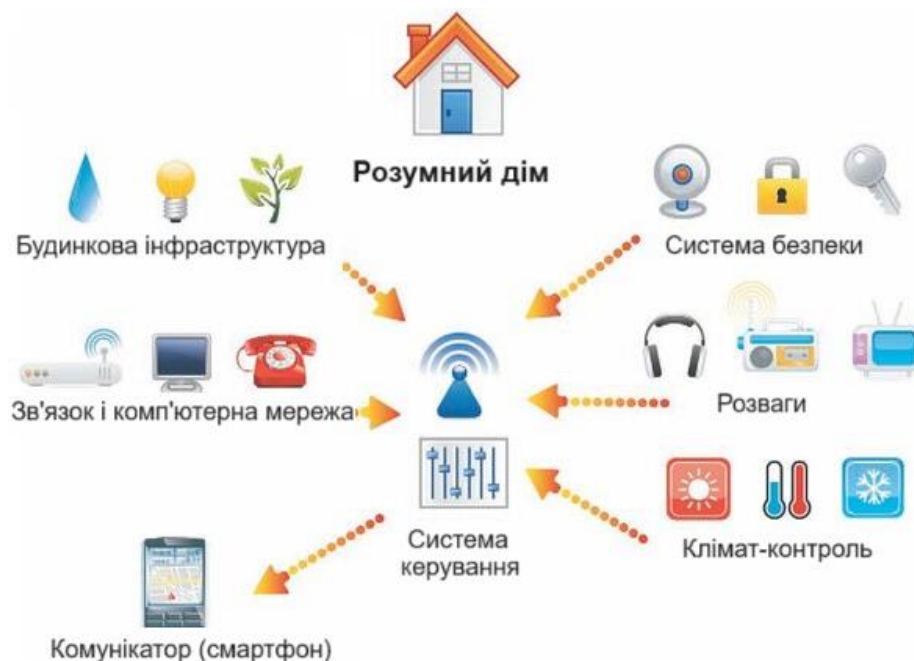 Розумний дім
Будинкова інфраструктура
Система безпеки
Зв'язок і комп'ютерна мережа
Розваги
Система
керування
Клімат-контроль
Комунікатор (смартфон)